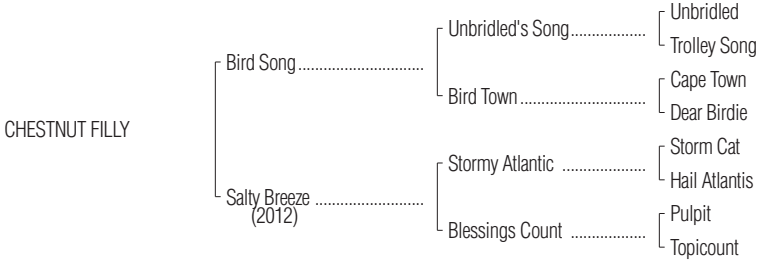 Unbridled
Unbridled's Song..................
Trolley Song
Bird Song..............................
Cape Town
Bird Town..............................
Dear Birdie
CHESTNUT FILLY
Storm Cat
Stormy Atlantic ....................
Hail Atlantis
Salty Breeze ..........................
(2012)
Pulpit
Blessings Count ..................
Topicount